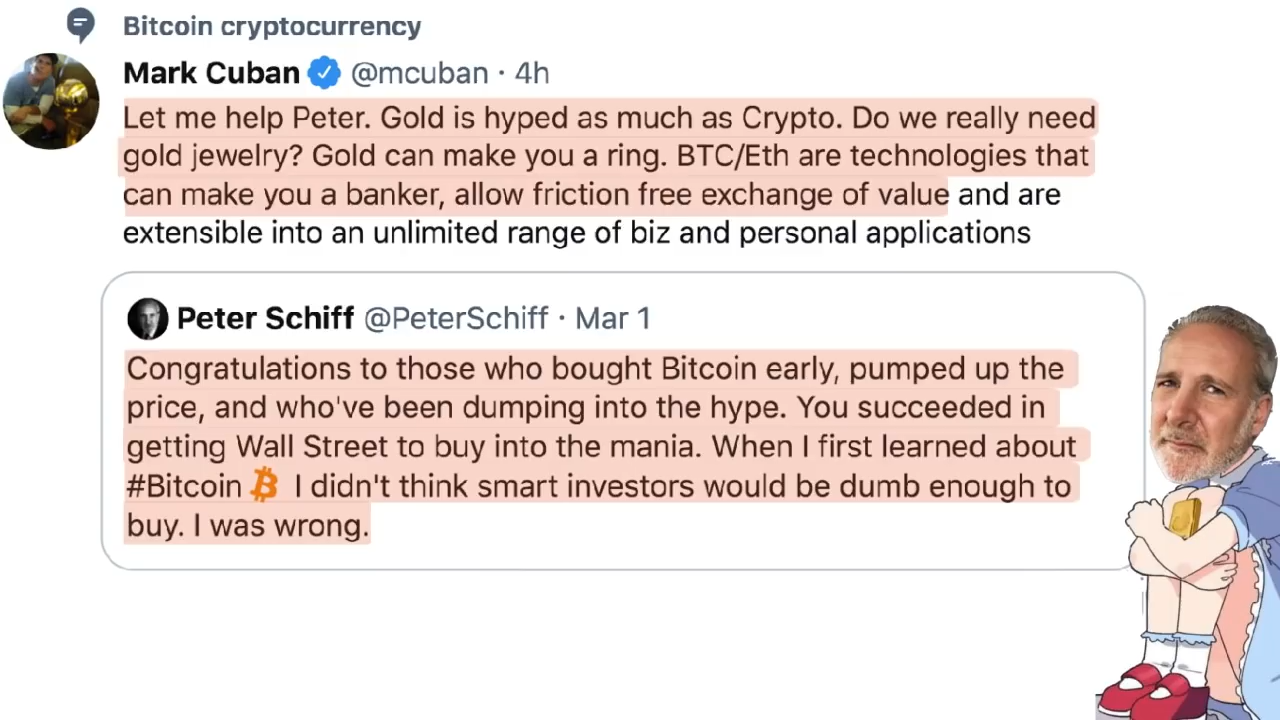 Bitcoin cryptocurrency
Mark Cuban @mcuban · 4h
Let me help Peter. Gold is hyped as much as Crypto. Do we really need
gold jewelry? Gold can make you a ring. BTC/Eth are technologies that
can make you a banker, allow friction free exchange of value and are
extensible into an unlimited range of biz and personal applications
Peter Schiff @PeterSchiff · Mar 1
Congratulations to those who bought Bitcoin early, pumped up the
price, and who've been dumping into the hype. You succeeded in
getting Wall Street to buy into the mania. When I first learned about
#Bitcoin I didn't think smart investors would be dumb enough to
buy. I was wrong.